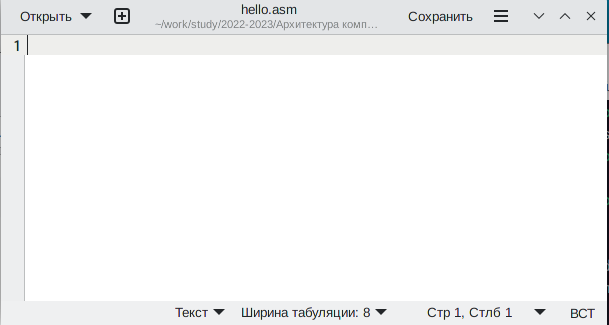 Открыть
hello.asm
~/work/study/2022-2023/Архитектура комп…
Сохранить
1
Текст
Ширина табуляции: 8
Стр 1, Стлб 1
ВСТ